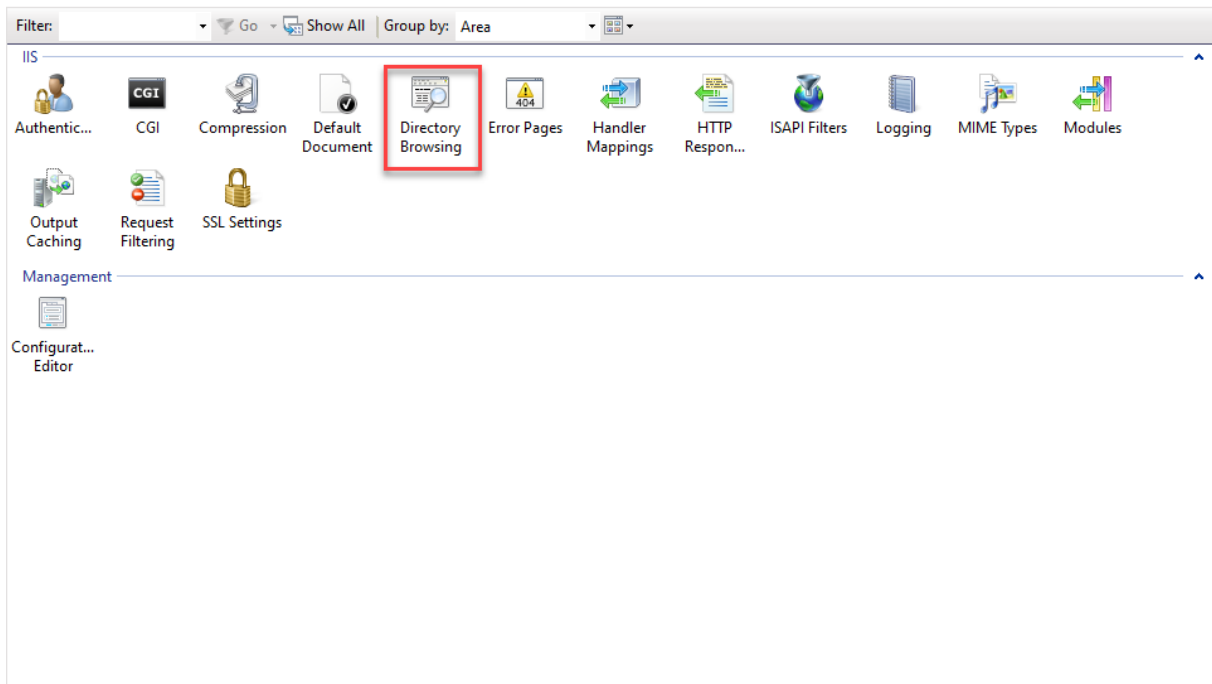 Filter: Go Show All Group by: Area
IIS
Authentic... CGI Compression Default Document Directory Browsing Error Pages Handler Mappings HTTP Respon... ISAPI Filters Logging MIME Types Modules
CGI
404
Output Caching Request Filtering SSL Settings
Management
Configurat... Editor